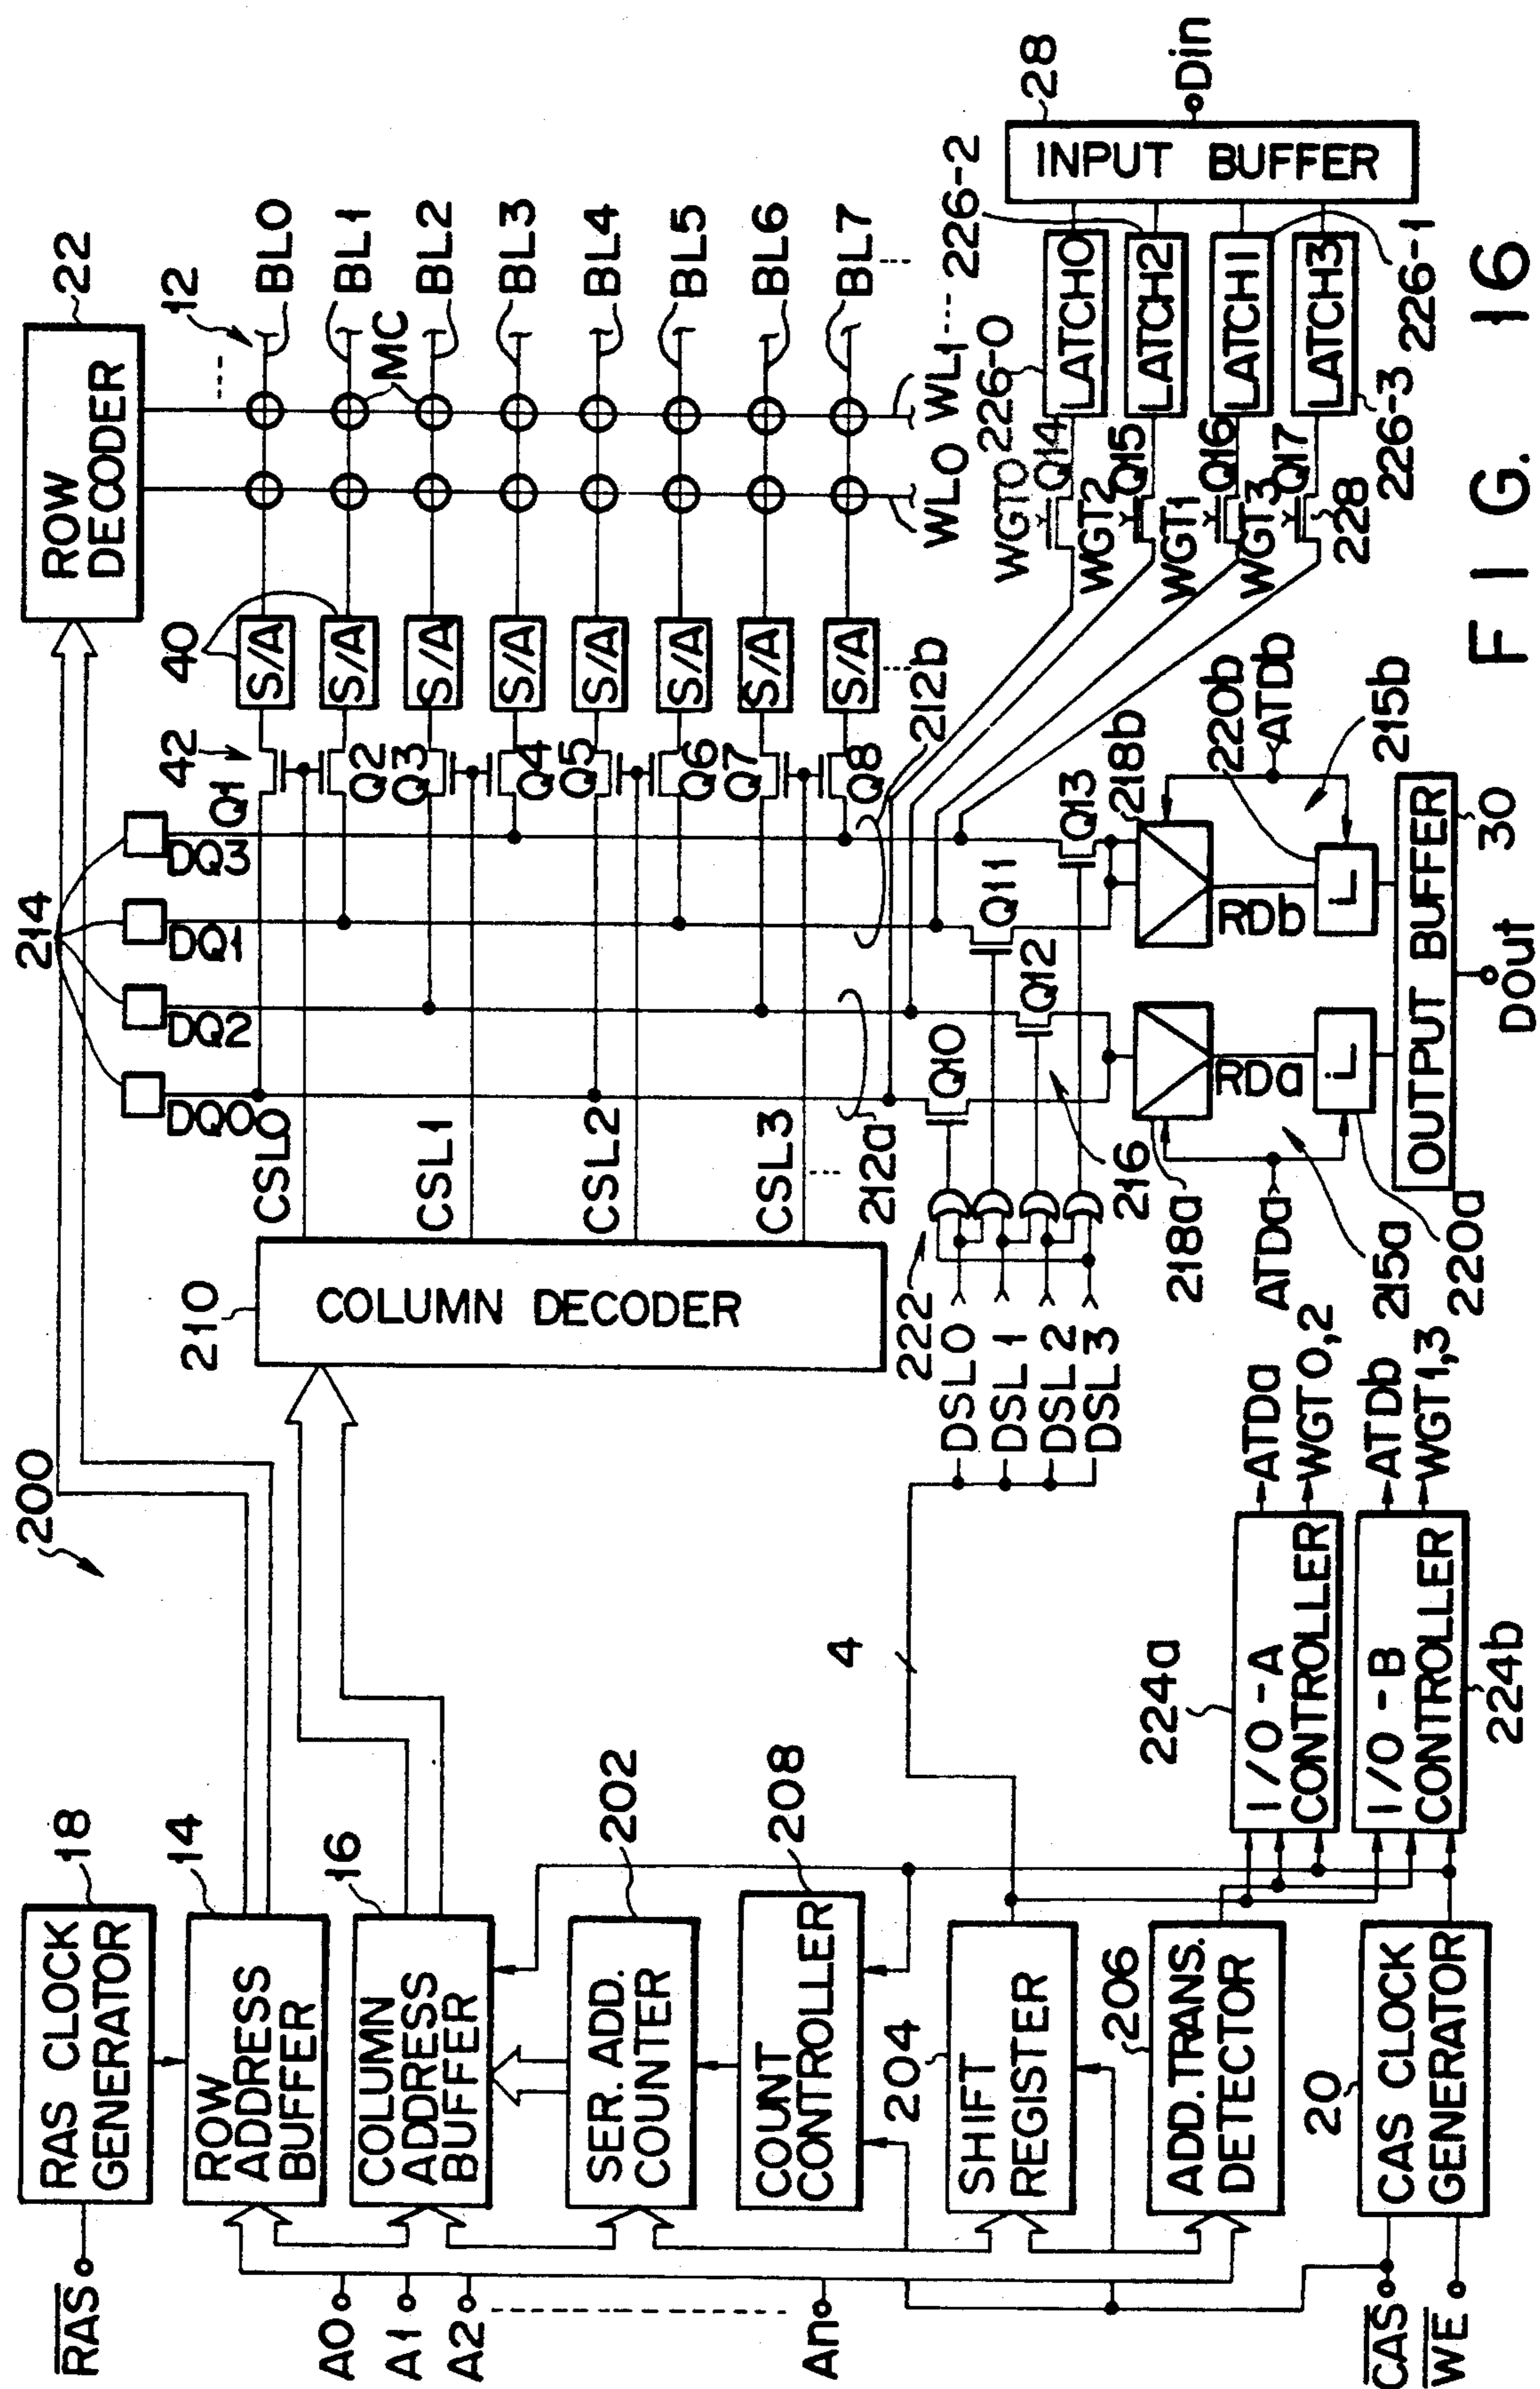 200
RAS
18
RAS CLOCK
GENERATOR
A0
A1
A2
An
14
ROW
ADDRESS
BUFFER
16
COLUMN
ADDRESS
BUFFER
202
SER. ADD.
COUNTER
208
COUNT
CONTROLLER
204
SHIFT
REGISTER
206
ADD.TRANS.
DETECTOR
CAS
WE
20
CAS CLOCK
GENERATOR
4
224a
I/O-A
CONTROLLER
ATDa
WGT0,2
I/O-B
CONTROLLER
224b
ATDb
WGT1,3
22
ROW
DECODER
210
COLUMN DECODER
CSL0
CSL1
CSL2
CSL3
214
DQ0
DQ2
DQ1
DQ3
42
Q1
Q2
Q3
Q4
Q5
Q6
Q7
Q8
40
S/A
S/A
S/A
S/A
S/A
S/A
S/A
S/A
12
MC
BL0
BL1
BL2
BL3
BL4
BL5
BL6
BL7
WL0
WL1
212a
212b
222
DSL0
DSL1
DSL2
DSL3
216
Q10
Q11
Q12
Q13
218a
218b
ATDa
ATDb
RDa
RDb
215a
215b
220a
220b
L
L
OUTPUT BUFFER
30
Dout
WGT0
Q14
WGT2
Q15
WGT1
Q16
WGT3
Q17
228
226-0
226-2
LATCH0
LATCH2
LATCH1
LATCH3
226-1
226-3
28
INPUT BUFFER
Din
FIG. 16